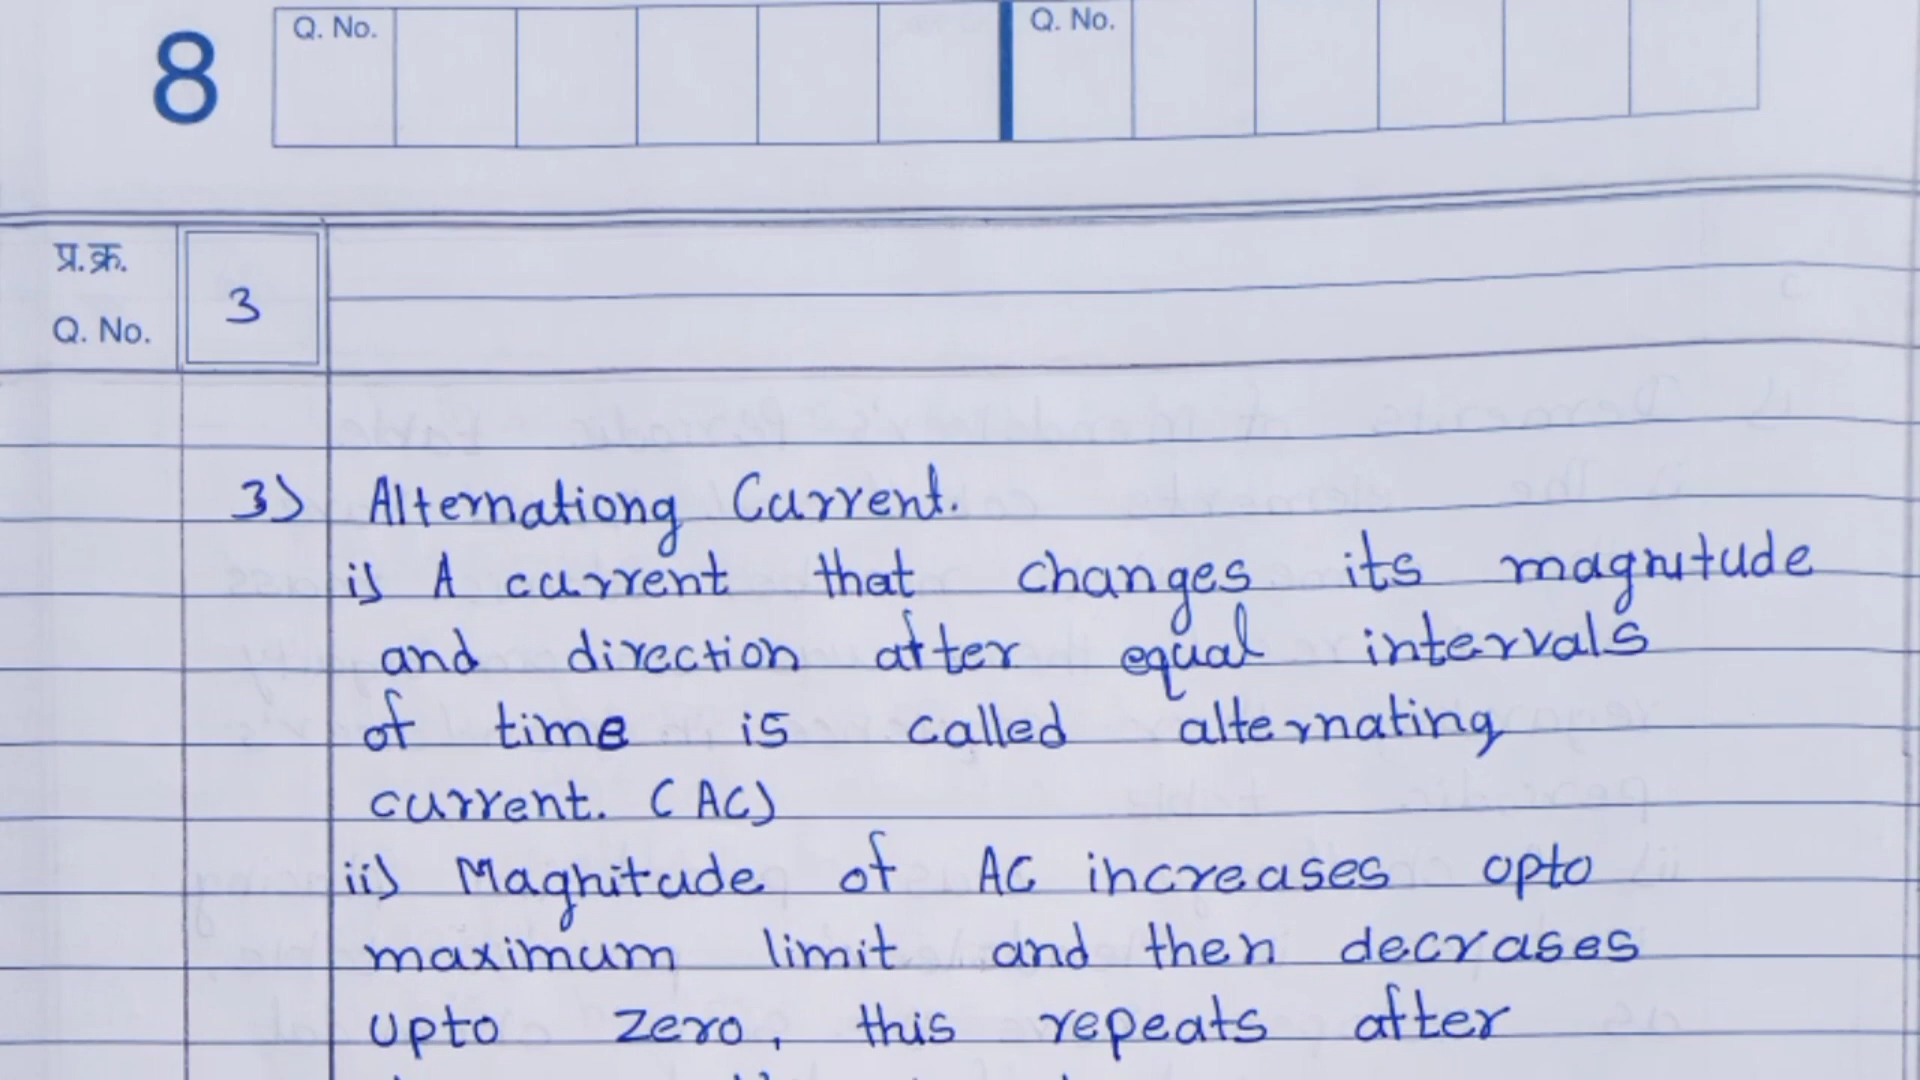 8 Q. No. Q. No.
प्र.क्र.
Q. No. 3
3) Alternationg Current.
i) A current that changes its magnitude
and direction after equal intervals
of time is called alternating
current. (AC)
ii) Magnitude of AC increases opto
maximum limit and then decrases
upto zero, this repeats after